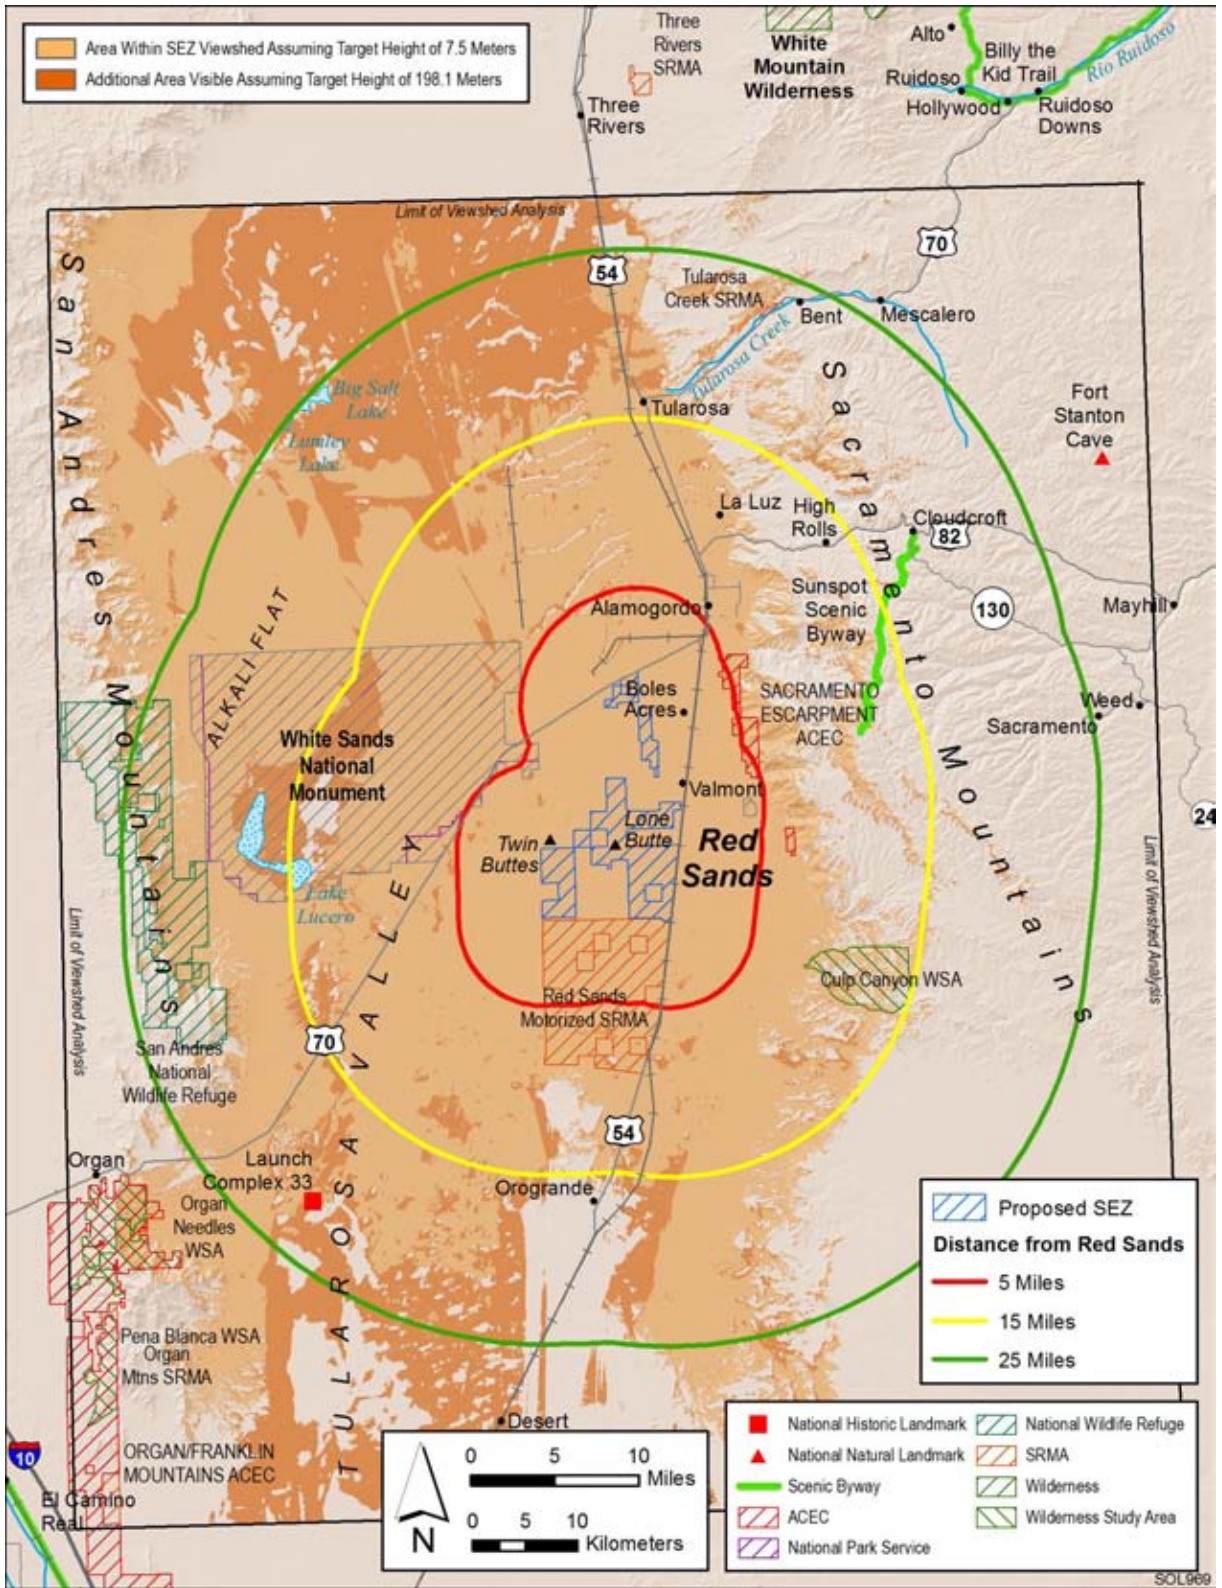 Area Within SEZ Viewshed Assuming Target Height of 7.5 Meters
Additional Area Visible Assuming Target Height of 198.1 Meters
Three
Rivers
SRMA
White
Mountain
Wilderness
Alto
Billy the
Kid Trail
Rio Ruidoso
Ruidoso
Hollywood
Ruidoso
Downs
Three
Rivers
Limit of Viewshed Analysis
70
54
Tularosa
Creek SRMA
Bent
Mescalero
Tularosa Creek
San Andres Mountains
Sacramento Mountains
Big Salt
Lake
Lumley
Lake
Tularosa
Fort
Stanton
Cave
La Luz
High
Rolls
Cloudcroft
82
Sunspot
Scenic
Byway
130
Mayhill
Alamogordo
ALKALI FLAT
Boles
Acres
SACRAMENTO
ESCARPMENT
ACEC
Weed
Sacramento
White Sands
National
Monument
Valmont
24
Twin
Buttes
Lone
Butte
Red
Sands
Lake
Lucero
Limit of Viewshed Analysis
Limit of Viewshed Analysis
Culp Canyon WSA
Red Sands
Motorized SRMA
70
San Andres
National
Wildlife Refuge
TULAROSA VALLEY
54
Organ
Launch
Complex 33
Orogrande
Organ
Needles
WSA
Pena Blanca WSA
Organ
Mtns SRMA
Desert
10
ORGAN/FRANKLIN
MOUNTAINS ACEC
El Camino
Real
Proposed SEZ
Distance from Red Sands
5 Miles
15 Miles
25 Miles
0 5 10
Miles
0 5 10
Kilometers
N
National Historic Landmark
National Natural Landmark
Scenic Byway
ACEC
National Park Service
National Wildlife Refuge
SRMA
Wilderness
Wilderness Study Area
SOL969